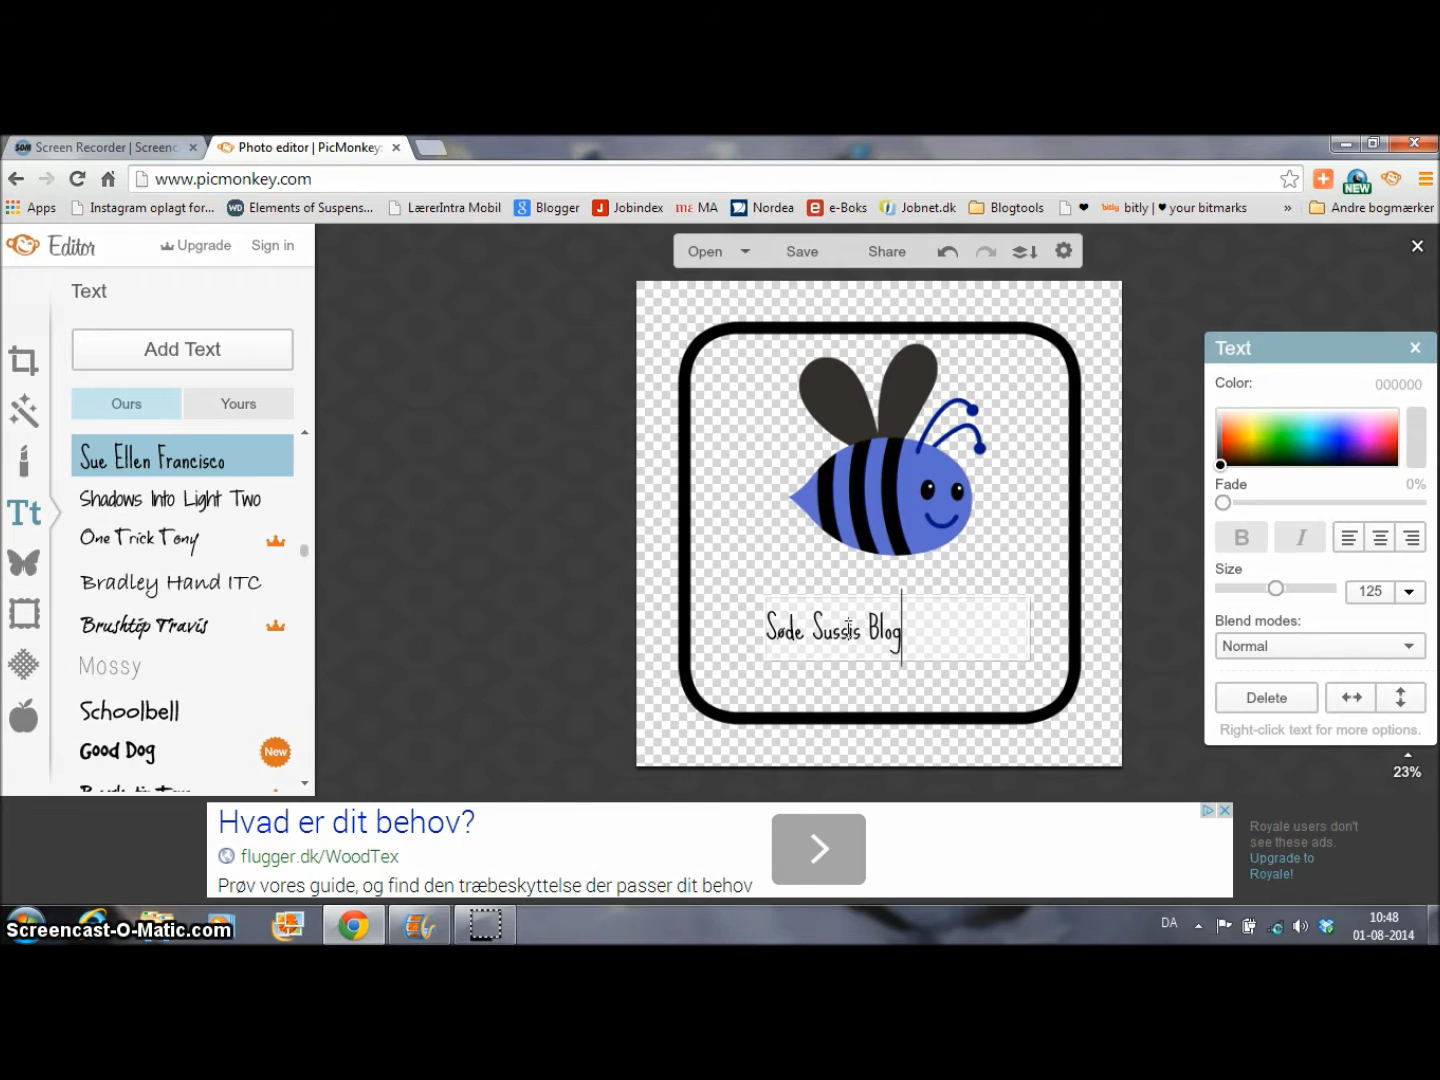 Screen Recorder | Screenc
Photo editor | PicMonkey:
www.picmonkey.com
NEW
Apps
Instagram oplagt for...
WD Elements of Suspens...
LærerIntra Mobil
Blogger
Jobindex
MA
Nordea
e-Boks
Jobnet.dk
Blogtools
bitly bitly | ♥ your bitmarks
»
Andre bogmærker
Editor
Upgrade
Sign in
Open
Save
Share
Text
Add Text
Ours
Yours
Sue Ellen Francisco
Shadows Into Light Two
One Trick Tony
Bradley Hand ITC
Brushtip Travis
Mossy
Schoolbell
Good Dog
New
Tt
Søde Sussis Blog
Text
Color:
000000
Fade
0%
B
I
Size
125
Blend modes:
Normal
Delete
Right-click text for more options.
23%
Hvad er dit behov?
flugger.dk/WoodTex
Prøv vores guide, og find den træbeskyttelse der passer dit behov
Royale users don't
see these ads.
Upgrade to
Royale!
Screencast-O-Matic.com
DA
10:48
01-08-2014